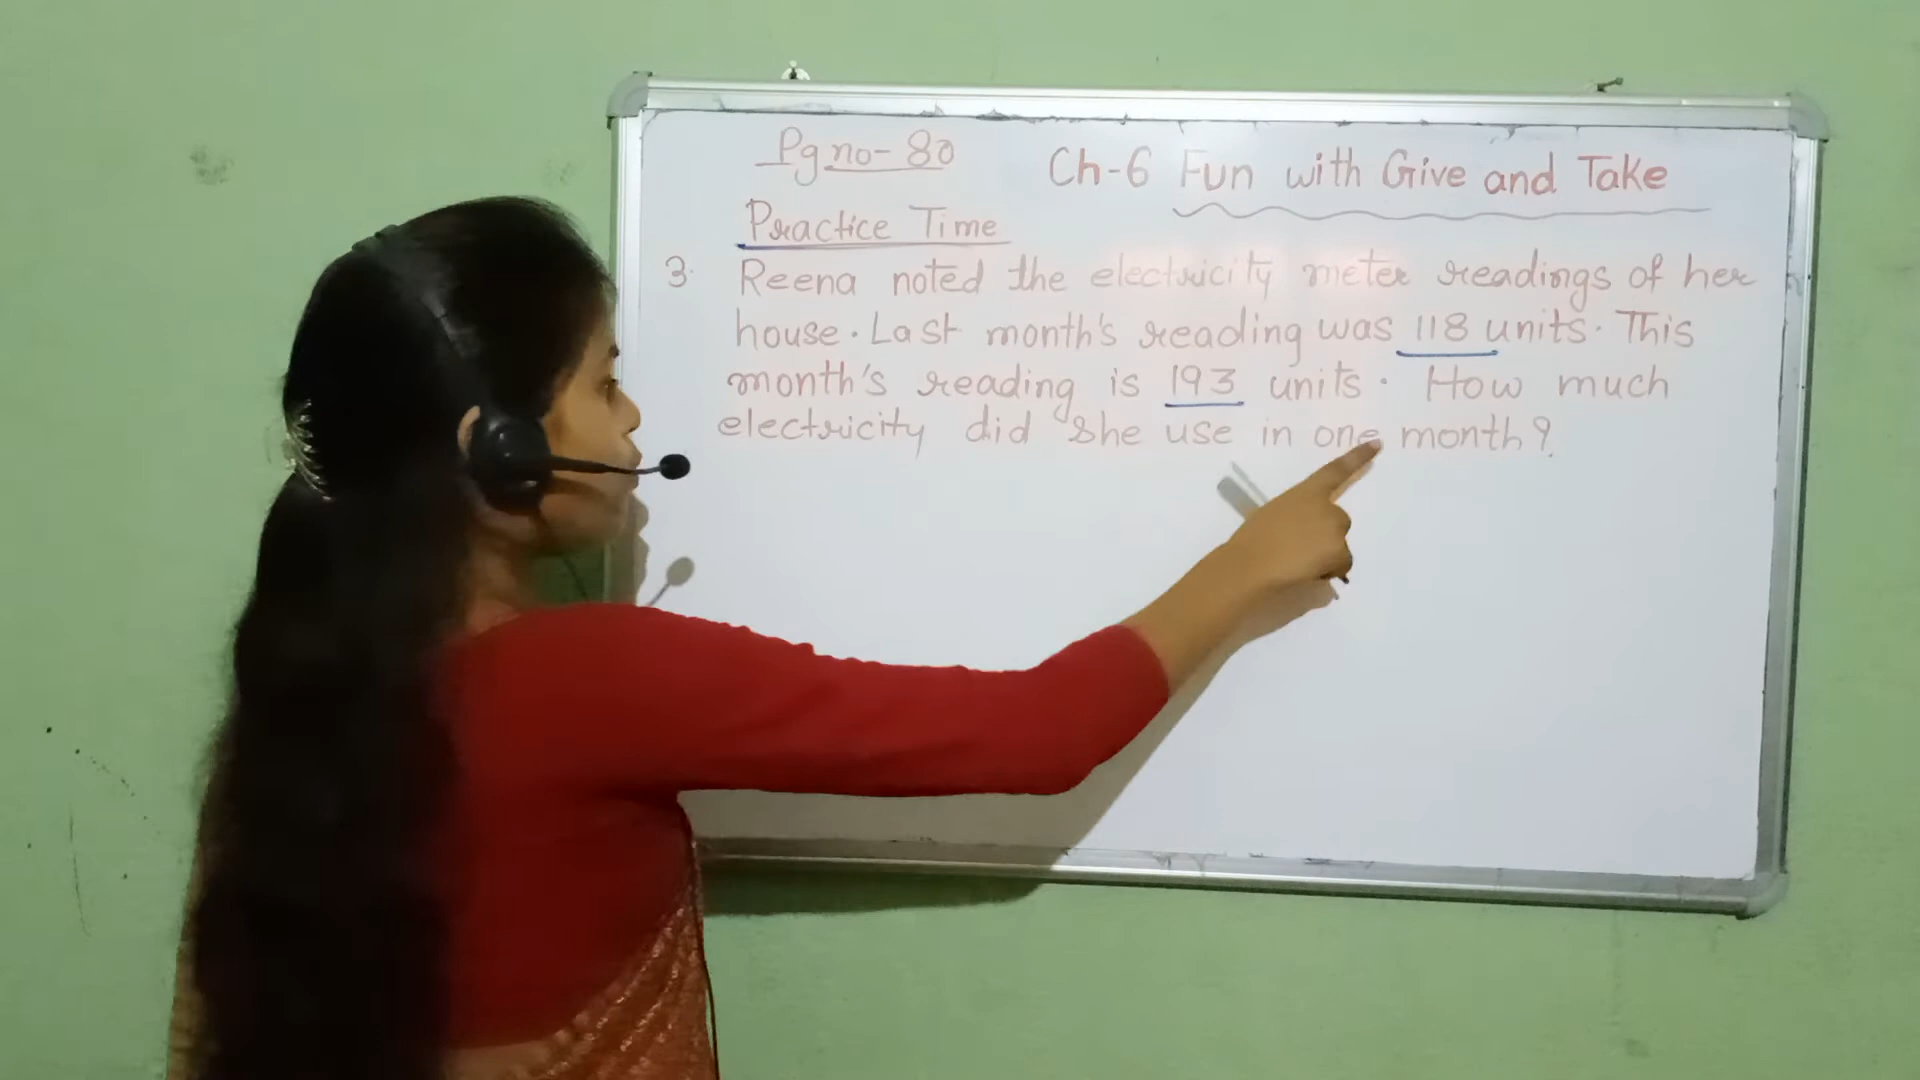 Pg no- 80
Ch-6 Fun with Give and Take
Practice Time
3. Reena noted the electricity meter readings of her
house. Last month's reading was 118 units. This
month's reading is 193 units. How much
electricity did she use in one month?